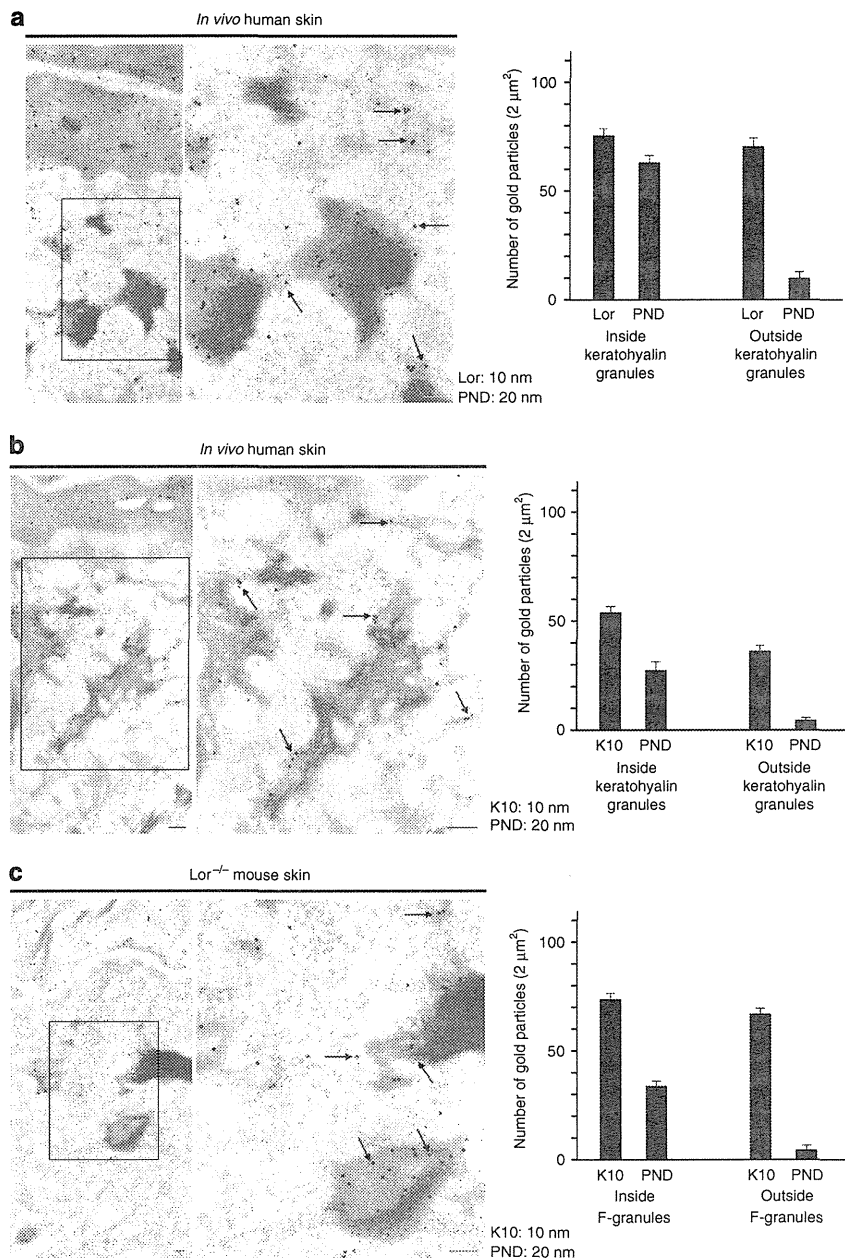 a
In vivo human skin
Lor: 10 nm
PND: 20 nm
Number of gold particles (2 μm²)
100
50
0
Lor PND Lor PND
Inside keratohyalin granules
Outside keratohyalin granules
b
In vivo human skin
K10: 10 nm
PND: 20 nm
Number of gold particles (2 μm²)
100
50
0
K10 PND K10 PND
Inside keratohyalin granules
Outside keratohyalin granules
c
Lor⁻/⁻ mouse skin
K10: 10 nm
PND: 20 nm
Number of gold particles (2 μm²)
100
50
0
K10 PND K10 PND
Inside F-granules
Outside F-granules